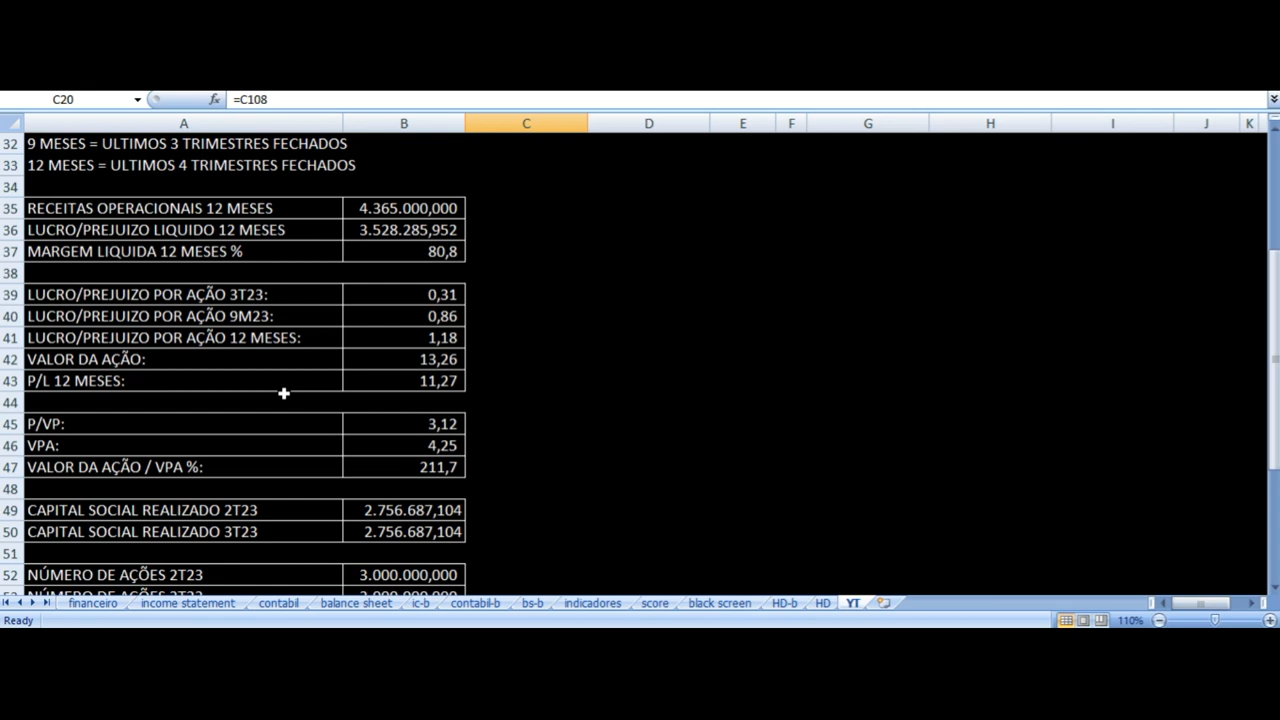 C20 fx =C108
A B C D E F G H I J K
32 9 MESES = ULTIMOS 3 TRIMESTRES FECHADOS
33 12 MESES = ULTIMOS 4 TRIMESTRES FECHADOS
34
35 RECEITAS OPERACIONAIS 12 MESES 4.365.000,000
36 LUCRO/PREJUIZO LIQUIDO 12 MESES 3.528.285,952
37 MARGEM LIQUIDA 12 MESES % 80,8
38
39 LUCRO/PREJUIZO POR AÇÃO 3T23: 0,31
40 LUCRO/PREJUIZO POR AÇÃO 9M23: 0,86
41 LUCRO/PREJUIZO POR AÇÃO 12 MESES: 1,18
42 VALOR DA AÇÃO: 13,26
43 P/L 12 MESES: 11,27
44
45 P/VP: 3,12
46 VPA: 4,25
47 VALOR DA AÇÃO / VPA %: 211,7
48
49 CAPITAL SOCIAL REALIZADO 2T23 2.756.687,104
50 CAPITAL SOCIAL REALIZADO 3T23 2.756.687,104
51
52 NÚMERO DE AÇÕES 2T23 3.000.000,000
financeiro income statement contabil balance sheet ic-b contabil-b bs-b indicadores score black screen HD-b HD YT
Ready 110%